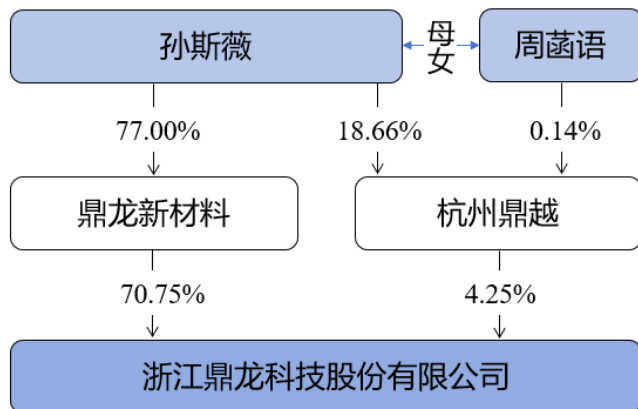 孙斯薇
母女
周菡语
77.00%
18.66%
0.14%
鼎龙新材料
杭州鼎越
70.75%
4.25%
浙江鼎龙科技股份有限公司